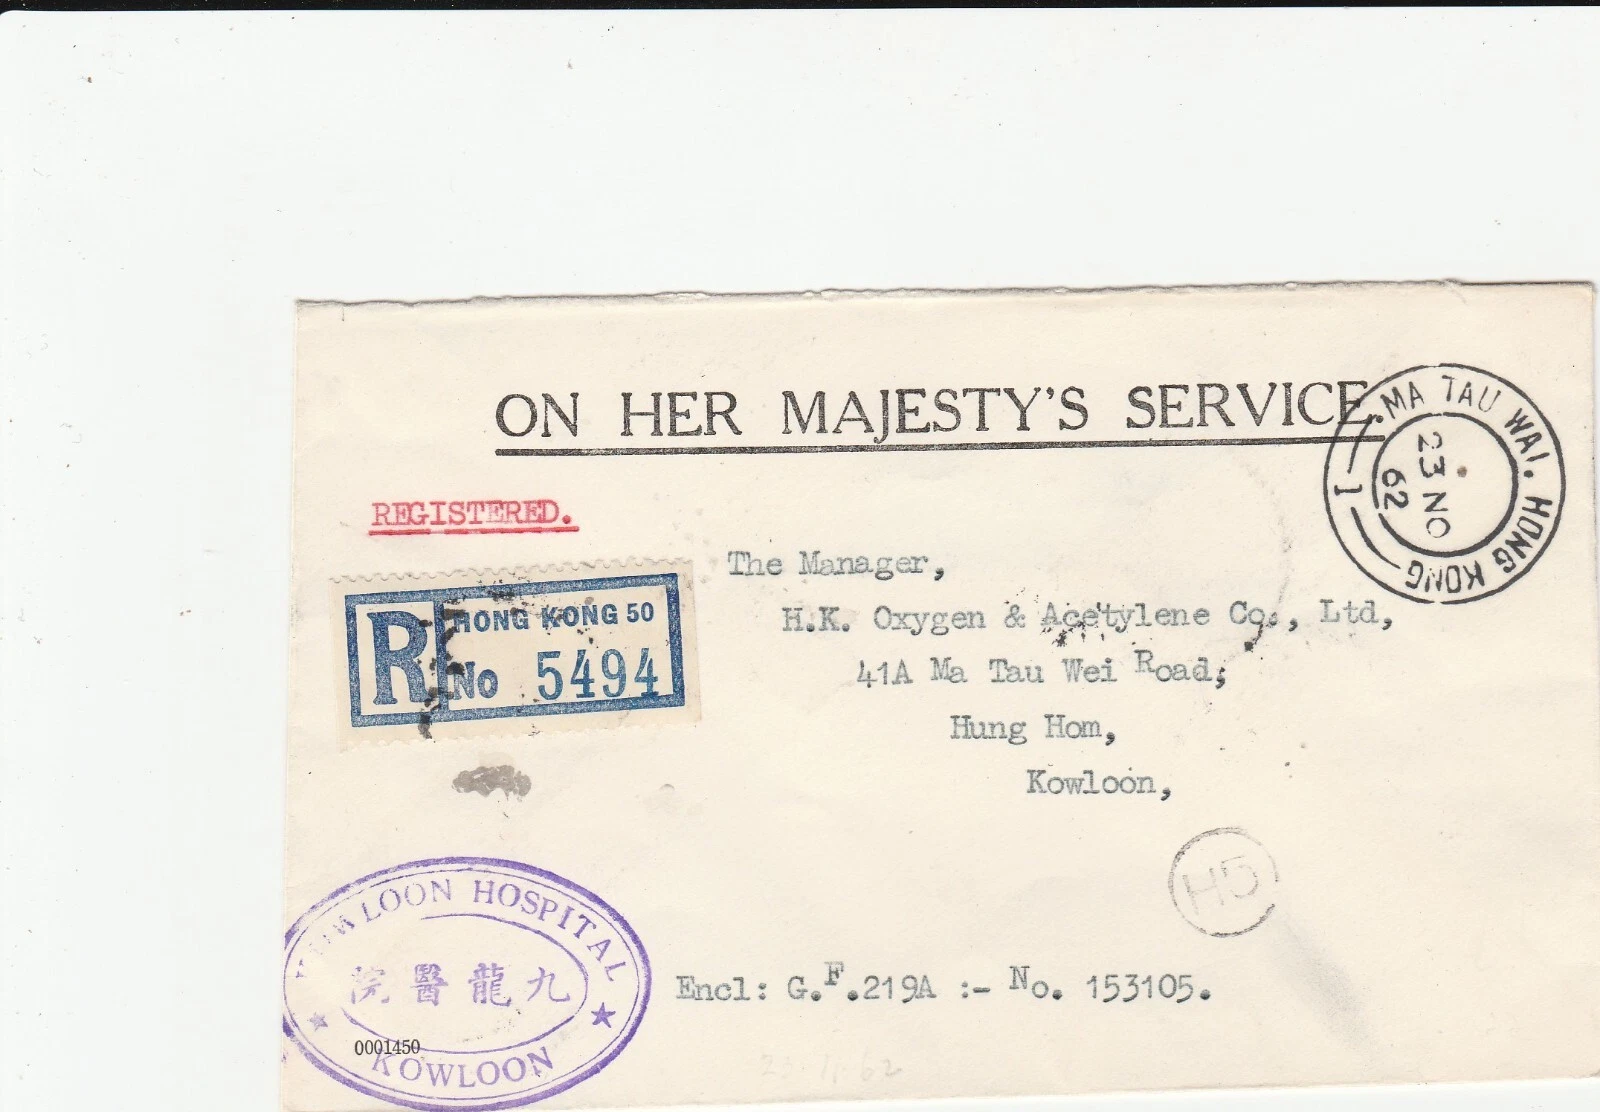 ON HER MAJESTY'S SERVICE.
MA TAU WAI. HONG KONG
23 NO
62
1
REGISTERED.
R
HONG KONG 50
No 5494
The Manager,
H.K. Oxygen & Acetylene Co., Ltd,
41A Ma Tau Wei Road,
Hung Hom,
Kowloon,
H5
KOWLOON HOSPITAL
院醫龍九
KOWLOON
0001450
Encl: G.F.219A :- No. 153105.
23.11.62